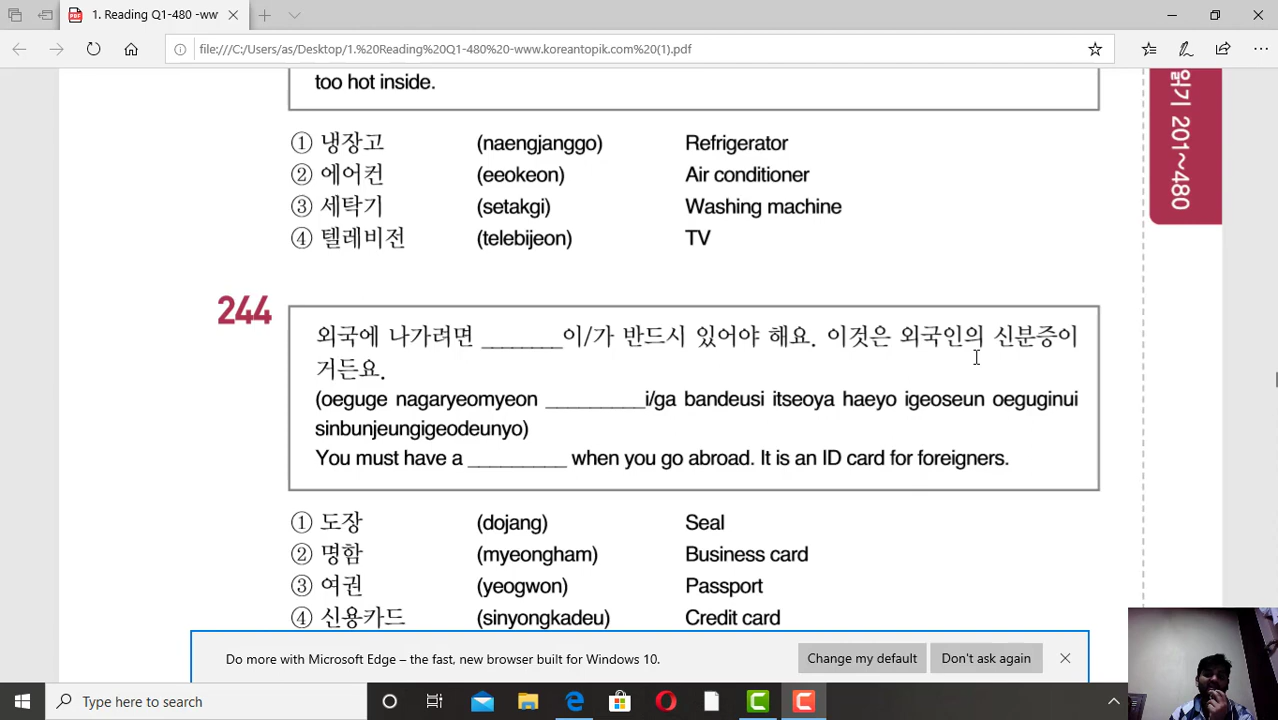 1. Reading Q1-480 -ww
file:///C:/Users/as/Desktop/1.%20Reading%20Q1-480%20-www.koreantopik.com%20(1).pdf
too hot inside.
읽기 201~480
① 냉장고 (naengjanggo) Refrigerator
② 에어컨 (eeokeon) Air conditioner
③ 세탁기 (setakgi) Washing machine
④ 텔레비전 (telebijeon) TV
244
외국에 나가려면 ________이/가 반드시 있어야 해요. 이것은 외국인의 신분증이
거든요.
(oeguge nagaryeomyeon _________i/ga bandeusi itseoya haeyo igeoseun oeguginui
sinbunjeungigeodeunyo)
You must have a _________ when you go abroad. It is an ID card for foreigners.
① 도장 (dojang) Seal
② 명함 (myeongham) Business card
③ 여권 (yeogwon) Passport
④ 신용카드 (sinyongkadeu) Credit card
Do more with Microsoft Edge – the fast, new browser built for Windows 10. Change my default Don't ask again
Type here to search